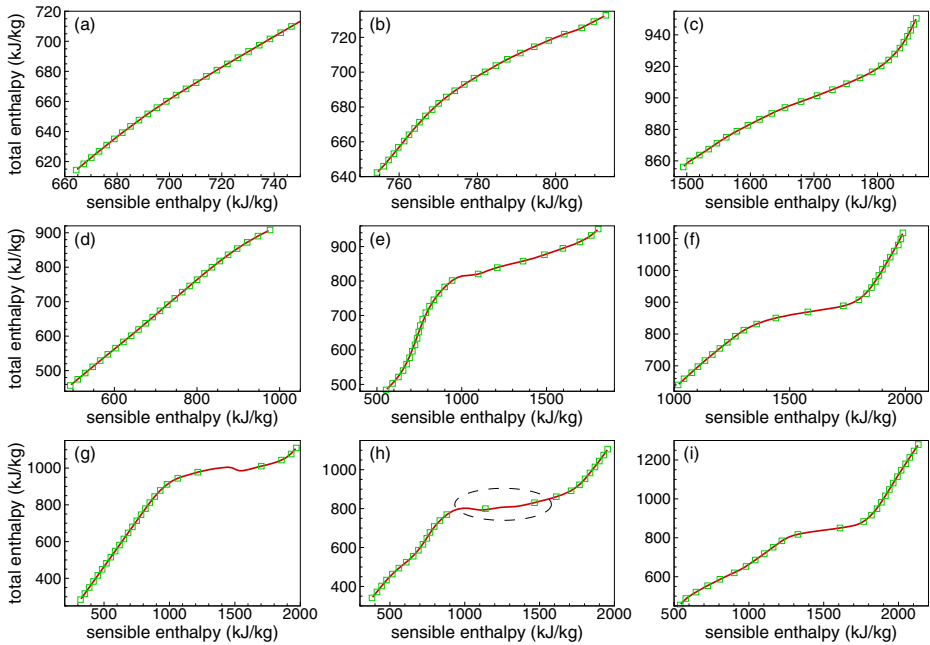 (a)
total enthalpy (kJ/kg)
720
700
680
660
640
620
660 680 700 720 740
sensible enthalpy (kJ/kg)
(b)
720
700
680
660
640
760 780 800
sensible enthalpy (kJ/kg)
(c)
940
920
900
880
860
1500 1600 1700 1800
sensible enthalpy (kJ/kg)
(d)
total enthalpy (kJ/kg)
900
800
700
600
500
600 800 1000
sensible enthalpy (kJ/kg)
(e)
900
800
700
600
500
500 1000 1500
sensible enthalpy (kJ/kg)
(f)
1100
1000
900
800
700
1000 1500 2000
sensible enthalpy (kJ/kg)
(g)
total enthalpy (kJ/kg)
1000
800
600
400
500 1000 1500 2000
sensible enthalpy (kJ/kg)
(h)
1000
800
600
400
500 1000 1500 2000
sensible enthalpy (kJ/kg)
(i)
1200
1000
800
600
500 1000 1500 2000
sensible enthalpy (kJ/kg)